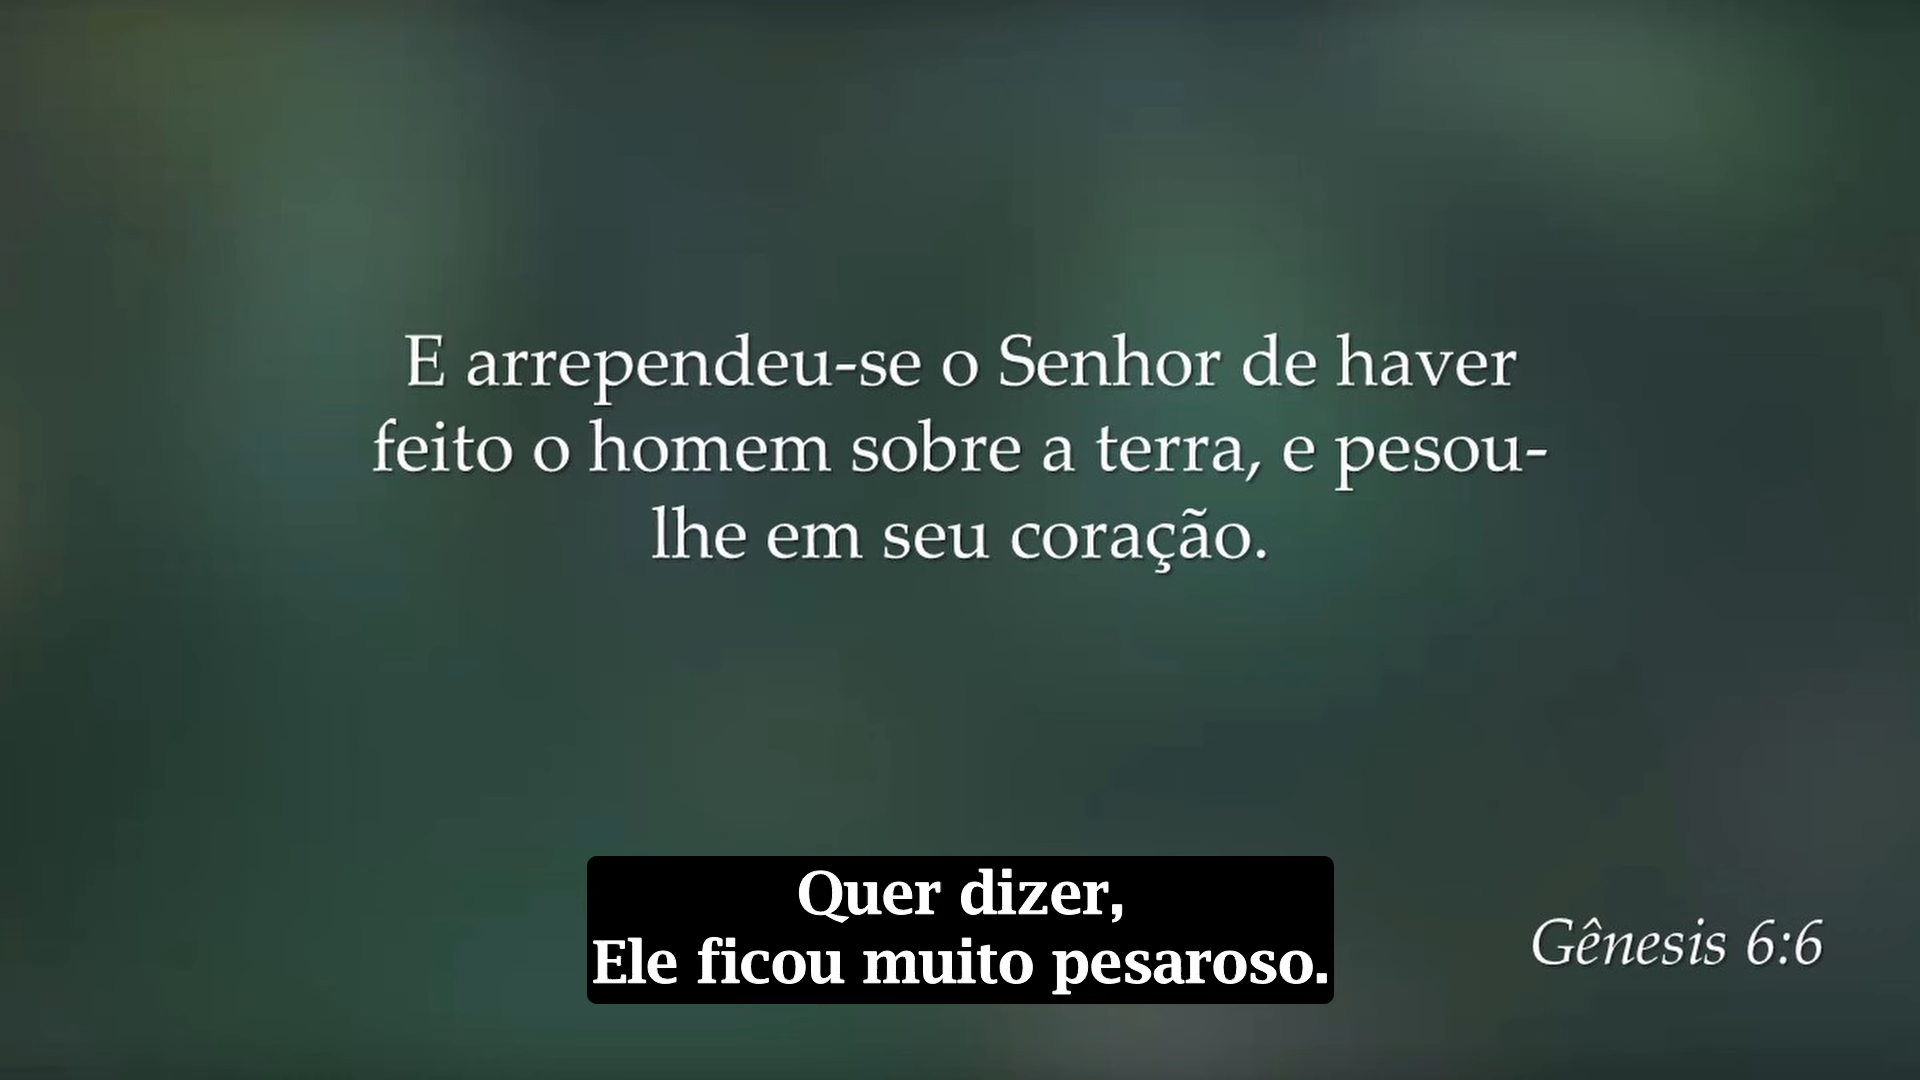 E arrependeu-se o Senhor de haver
feito o homem sobre a terra, e pesou-
lhe em seu coração.
Quer dizer,
Ele ficou muito pesaroso.
Gênesis 6:6